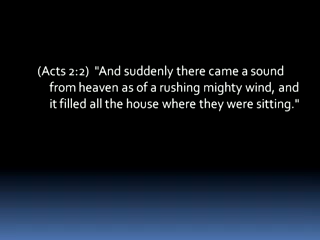 (Acts 2:2)  "And suddenly there came a sound
from heaven as of a rushing mighty wind, and
it filled all the house where they were sitting."